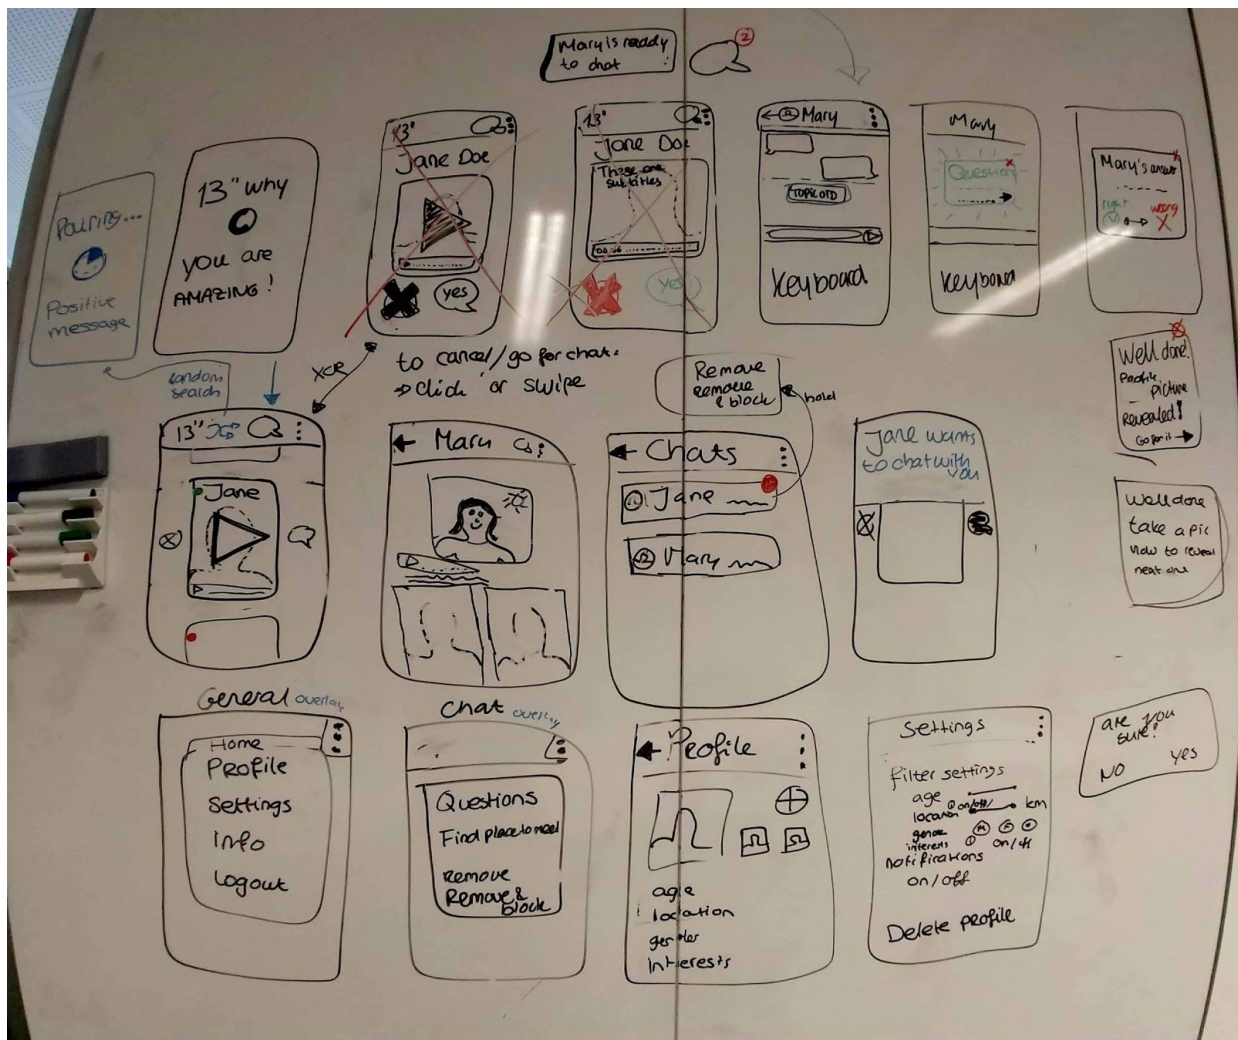 Mary is ready
to chat !
2
Pairing...
Positive
message
13" why
you are
AMAZING !
13"
Jane Doe
yes
13"
Jane Doe
These are
subtitles
yes
Mary
TOPIC OTD
Keyboard
Mary
Question
x
Keyboard
x
Mary's answer
right
wrong
Well done!
Profile
picture
revealed!
Go for it
Well done
take a pic
now to reveal
next one
random
search
XCR
to cancel/go for chat:
click or swipe
Remove
remove
& block
hold
13"
Jane
Mary
Chats
Jane
Mary
Jane wants
to chat with
you
General overlay
Home
Profile
Settings
Info
Logout
Chat overlay
Questions
Find place to meet
remove
Remove &
block
Profile
age
location
gender
interests
Settings
filter settings
age
location on/off/ km
gender
interests on/off
notifications
on/off
Delete profile
are you
sure?
NO yes